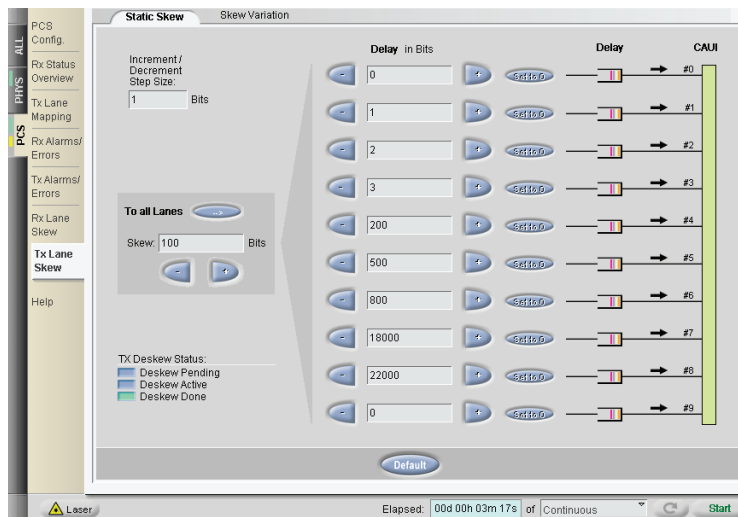 ALL
PHYS
PCS
PCS
Config.
Rx Status
Overview
Tx Lane
Mapping
Rx Alarms/
Errors
Tx Alarms/
Errors
Rx Lane
Skew
Tx Lane
Skew
Help
Static Skew
Skew Variation
Increment /
Decrement
Step Size:
1 Bits
To all Lanes -->
Skew: 100 Bits
- +
TX Deskew Status:
Deskew Pending
Deskew Active
Deskew Done
Delay in Bits
Delay
CAUI
- 0 + Set to 0 #0
- 1 + Set to 0 #1
- 2 + Set to 0 #2
- 3 + Set to 0 #3
- 200 + Set to 0 #4
- 500 + Set to 0 #5
- 800 + Set to 0 #6
- 18000 + Set to 0 #7
- 22000 + Set to 0 #8
- 0 + Set to 0 #9
Default
Laser
Elapsed: 00d 00h 03m 17s of Continuous
Start